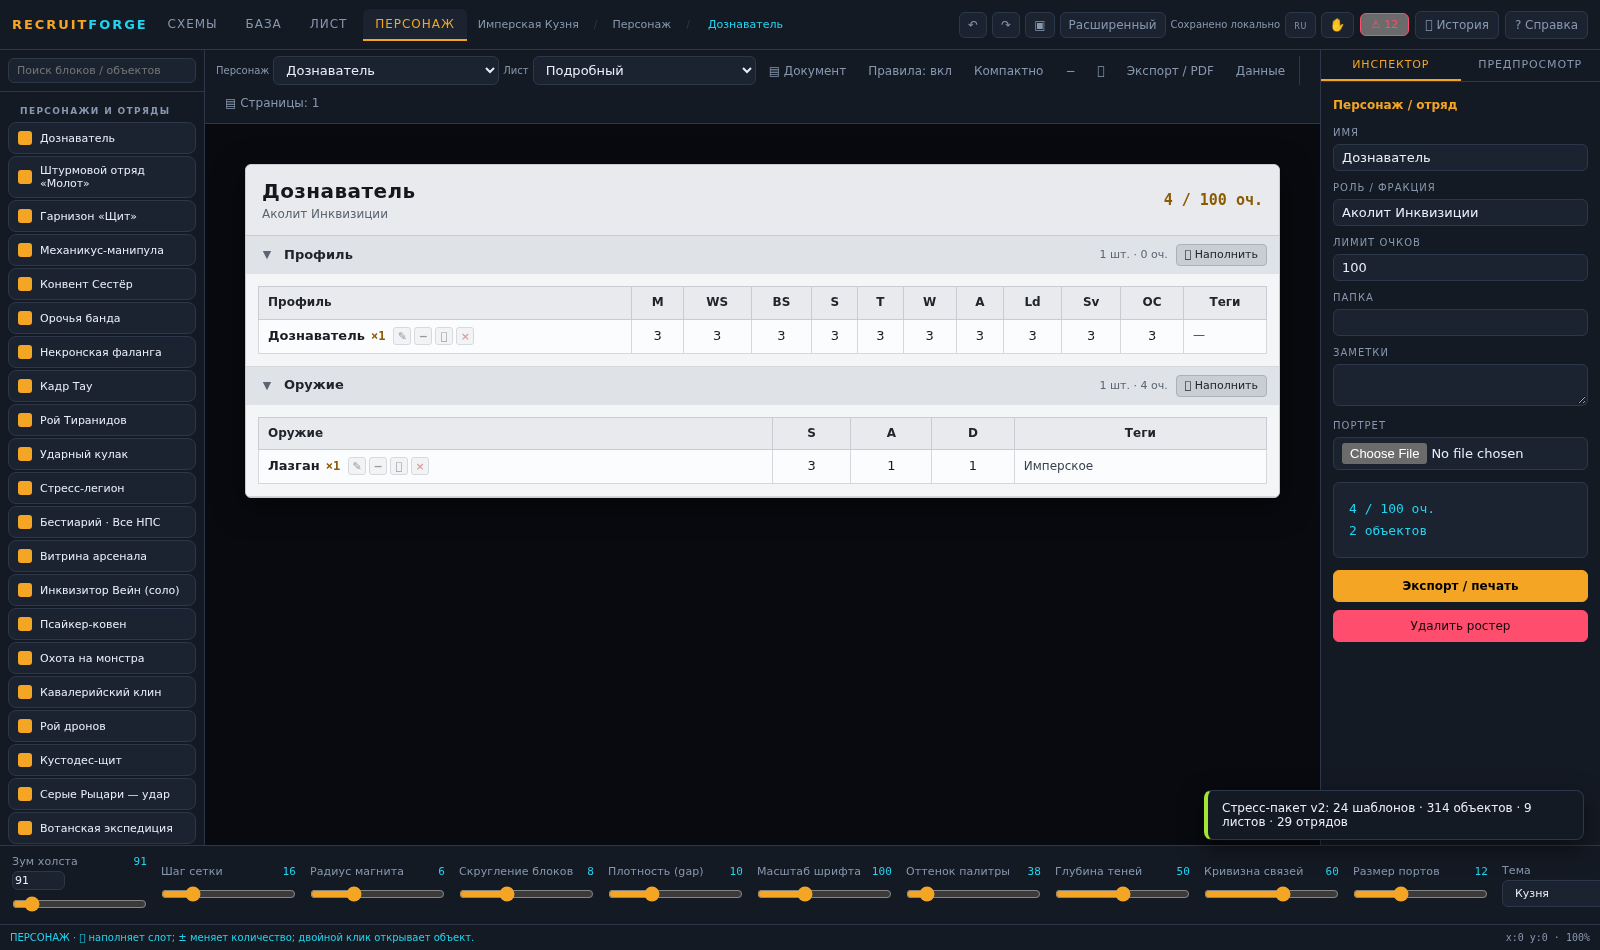 RECRUITFORGE СХЕМЫ БАЗА ЛИСТ ПЕРСОНАЖ Имперская Кузня / Персонаж / Дознаватель ↶ ↷ ▣ Расширенный Сохранено локально RU ✋ ⚠ 12 История ? Справка
Поиск блоков / объектов
ПЕРСОНАЖИ И ОТРЯДЫ
Дознаватель
Штурмовой отряд
«Молот»
Гарнизон «Щит»
Механикус-манипула
Конвент Сестёр
Орочья банда
Некронская фаланга
Кадр Тау
Рой Тиранидов
Ударный кулак
Стресс-легион
Бестиарий · Все НПС
Витрина арсенала
Инквизитор Вейн (соло)
Псайкер-ковен
Охота на монстра
Кавалерийский клин
Рой дронов
Кустодес-щит
Серые Рыцари — удар
Вотанская экспедиция
Персонаж Дознаватель Лист Подробный ▤ Документ Правила: вкл Компактно − Экспорт / PDF Данные
▤ Страницы: 1
Дознаватель
Аколит Инквизиции
4 / 100 оч.
▼ Профиль 1 шт. · 0 оч. Наполнить
Профиль M WS BS S T W A Ld Sv OC Теги
Дознаватель ×1 ✎ − × 3 3 3 3 3 3 3 3 3 3 —
▼ Оружие 1 шт. · 4 оч. Наполнить
Оружие S A D Теги
Лазган ×1 ✎ − × 3 1 1 Имперское
ИНСПЕКТОР ПРЕДПРОСМОТР
Персонаж / отряд
ИМЯ
Дознаватель
РОЛЬ / ФРАКЦИЯ
Аколит Инквизиции
ЛИМИТ ОЧКОВ
100
ПАПКА
ЗАМЕТКИ
ПОРТРЕТ
Choose File No file chosen
4 / 100 оч.
2 объектов
Экспорт / печать
Удалить ростер
Стресс-пакет v2: 24 шаблонов · 314 объектов · 9
листов · 29 отрядов
Зум холста 91
91
Шаг сетки 16
Радиус магнита 6
Скругление блоков 8
Плотность (gap) 10
Масштаб шрифта 100
Оттенок палитры 38
Глубина теней 50
Кривизна связей 60
Размер портов 12
Тема
Кузня
ПЕРСОНАЖ · наполняет слот; ± меняет количество; двойной клик открывает объект.
x:0 y:0 · 100%